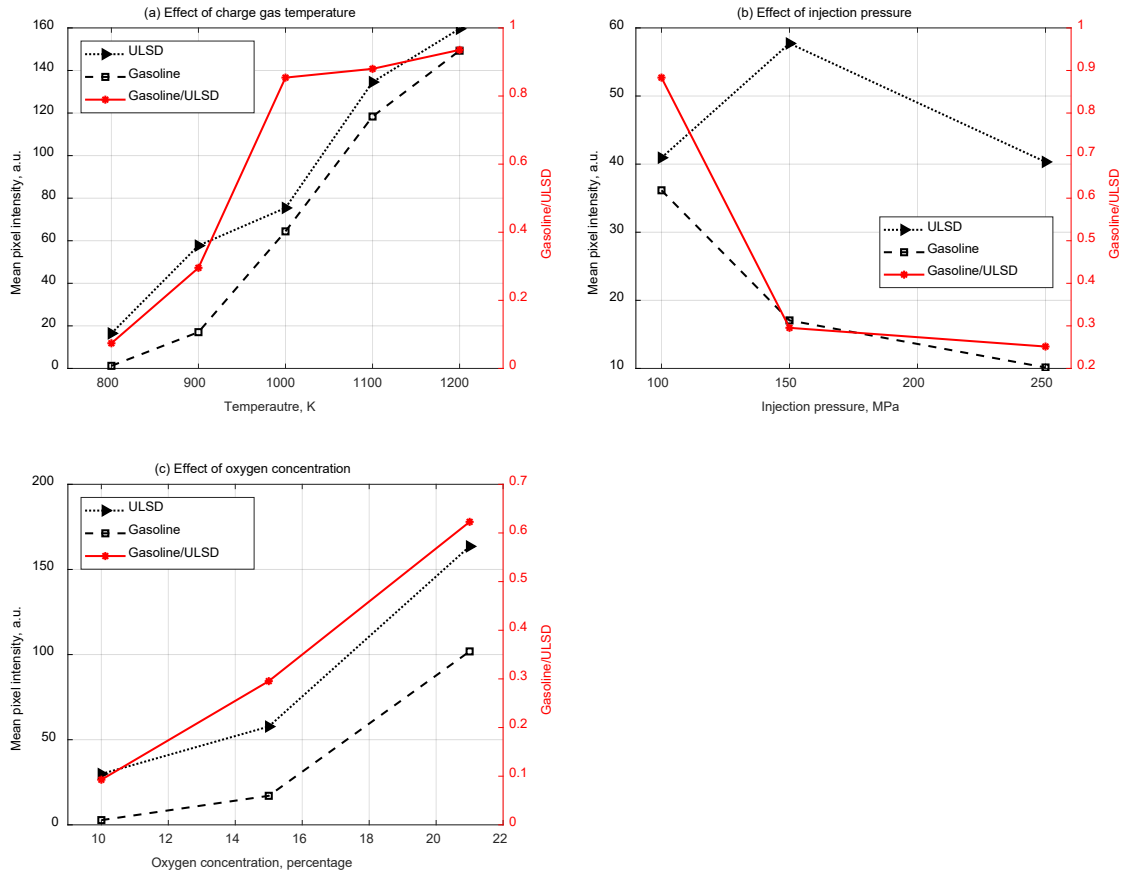 (a) Effect of charge gas temperature
160
140
120
100
80
60
40
20
0
Mean pixel intensity, a.u.
ULSD
Gasoline
Gasoline/ULSD
1
0.8
0.6
0.4
0.2
0
Gasoline/ULSD
800 900 1000 1100 1200
Temperautre, K
(b) Effect of injection pressure
60
50
40
30
20
10
Mean pixel intensity, a.u.
ULSD
Gasoline
Gasoline/ULSD
1
0.9
0.8
0.7
0.6
0.5
0.4
0.3
0.2
Gasoline/ULSD
100 150 200 250
Injection pressure, MPa
(c) Effect of oxygen concentration
200
150
100
50
0
Mean pixel intensity, a.u.
ULSD
Gasoline
Gasoline/ULSD
0.7
0.6
0.5
0.4
0.3
0.2
0.1
0
Gasoline/ULSD
10 12 14 16 18 20 22
Oxygen concentration, percentage